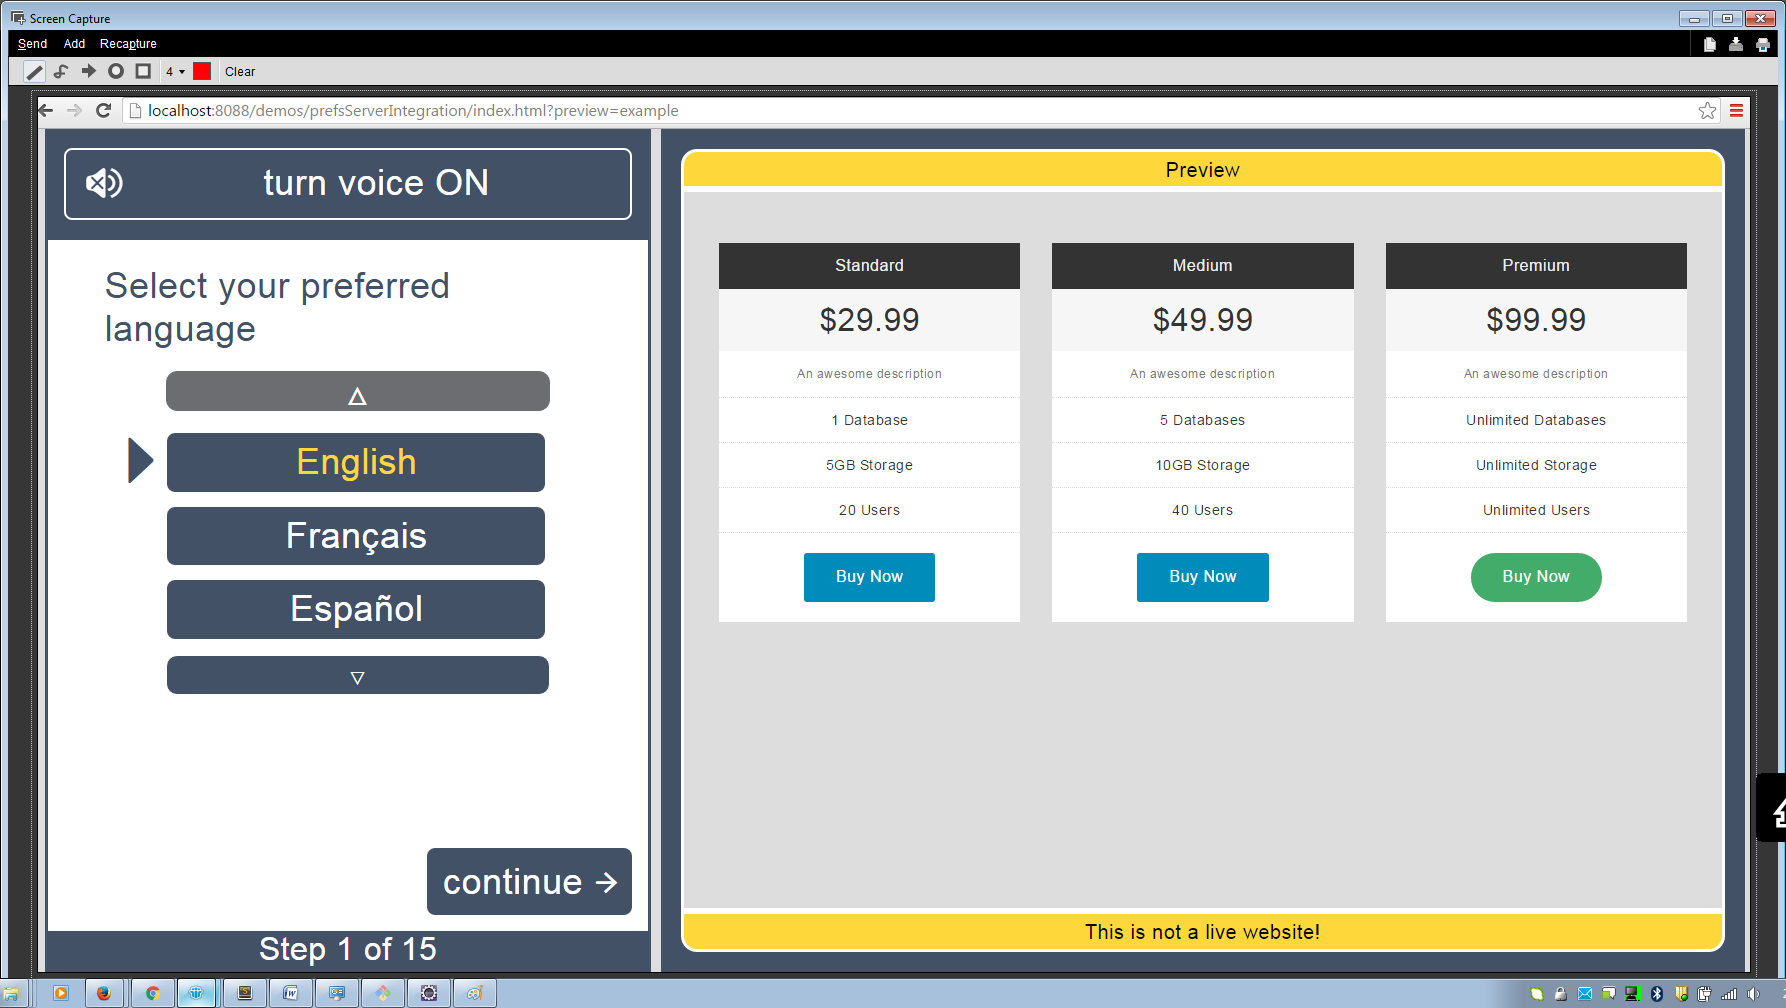 Screen Capture
Send Add Recapture
4 Clear
localhost:8088/demos/prefsServerIntegration/index.html?preview=example
turn voice ON
Select your preferred
language
English
Français
Español
continue
Step 1 of 15
Preview
Standard
$29.99
An awesome description
1 Database
5GB Storage
20 Users
Buy Now
Medium
$49.99
An awesome description
5 Databases
10GB Storage
40 Users
Buy Now
Premium
$99.99
An awesome description
Unlimited Databases
Unlimited Storage
Unlimited Users
Buy Now
This is not a live website!